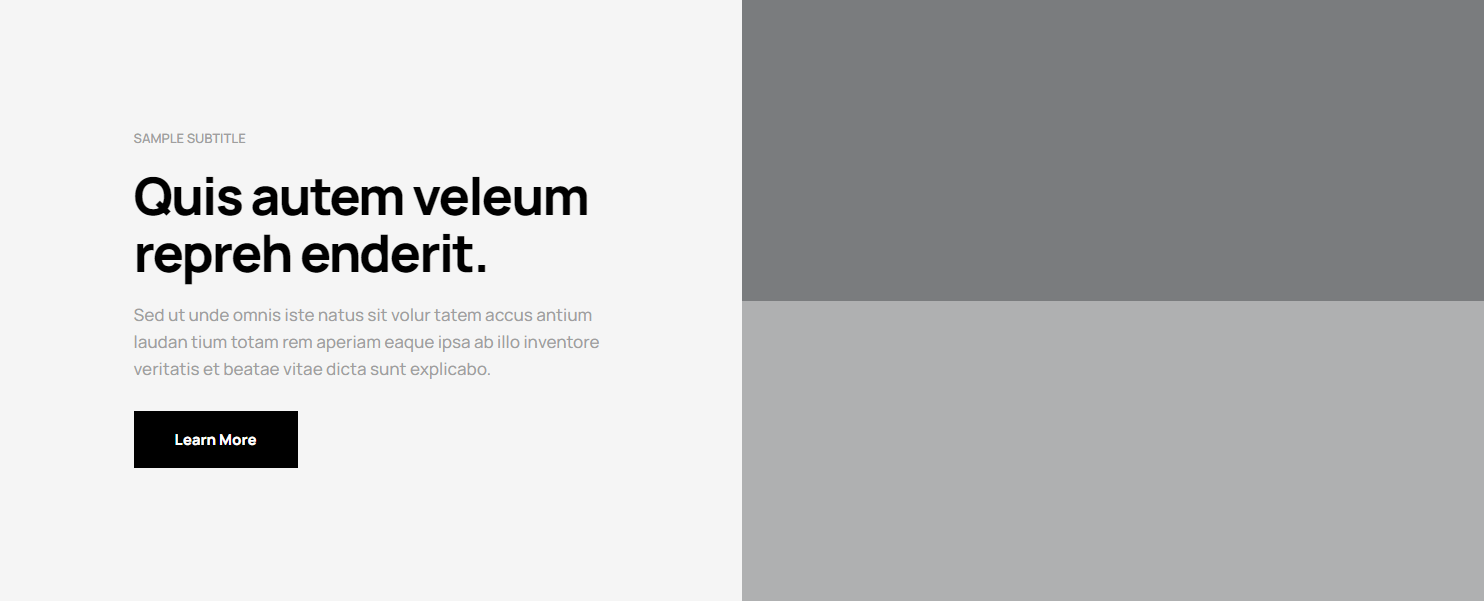 SAMPLE SUBTITLE
Quis autem veleum
repreh enderit.
Sed ut unde omnis iste natus sit volur tatem accus antium
laudan tium totam rem aperiam eaque ipsa ab illo inventore
veritatis et beatae vitae dicta sunt explicabo.
Learn More